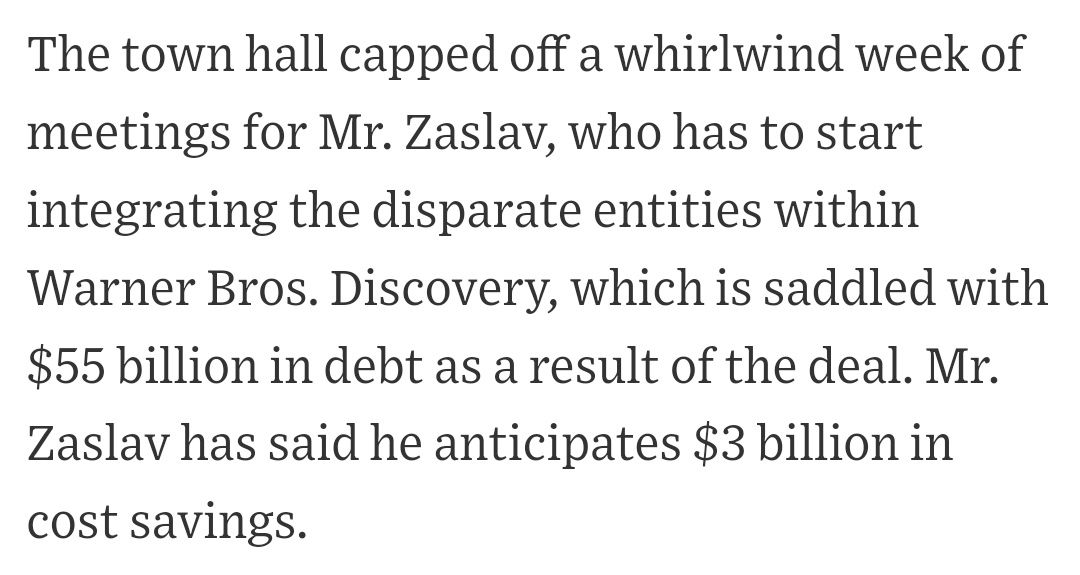 The town hall capped off a whirlwind week of
meetings for Mr. Zaslav, who has to start
integrating the disparate entities within
Warner Bros. Discovery, which is saddled with
$55 billion in debt as a result of the deal. Mr.
Zaslav has said he anticipates $3 billion in
cost savings.